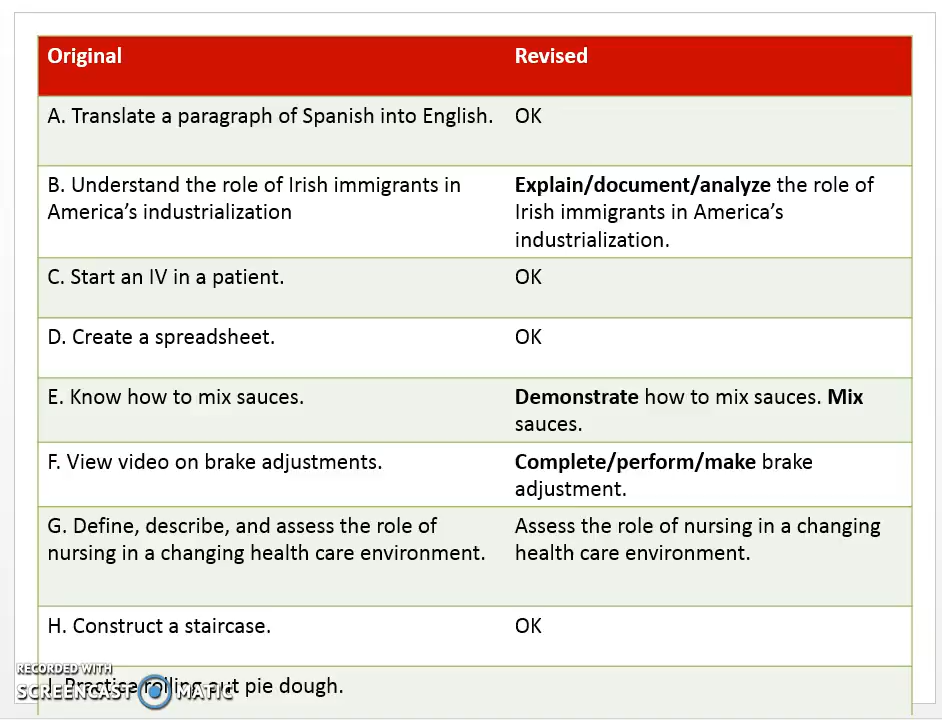 Original
Revised
A. Translate a paragraph of Spanish into English.
OK
B. Understand the role of Irish immigrants in
America’s industrialization
Explain/document/analyze the role of
Irish immigrants in America’s
industrialization.
C. Start an IV in a patient.
OK
D. Create a spreadsheet.
OK
E. Know how to mix sauces.
Demonstrate how to mix sauces. Mix
sauces.
F. View video on brake adjustments.
Complete/perform/make brake
adjustment.
G. Define, describe, and assess the role of
nursing in a changing health care environment.
Assess the role of nursing in a changing
health care environment.
H. Construct a staircase.
OK
I. Practice rolling out pie dough.
RECORDED WITH
SCREENCAST MATIC